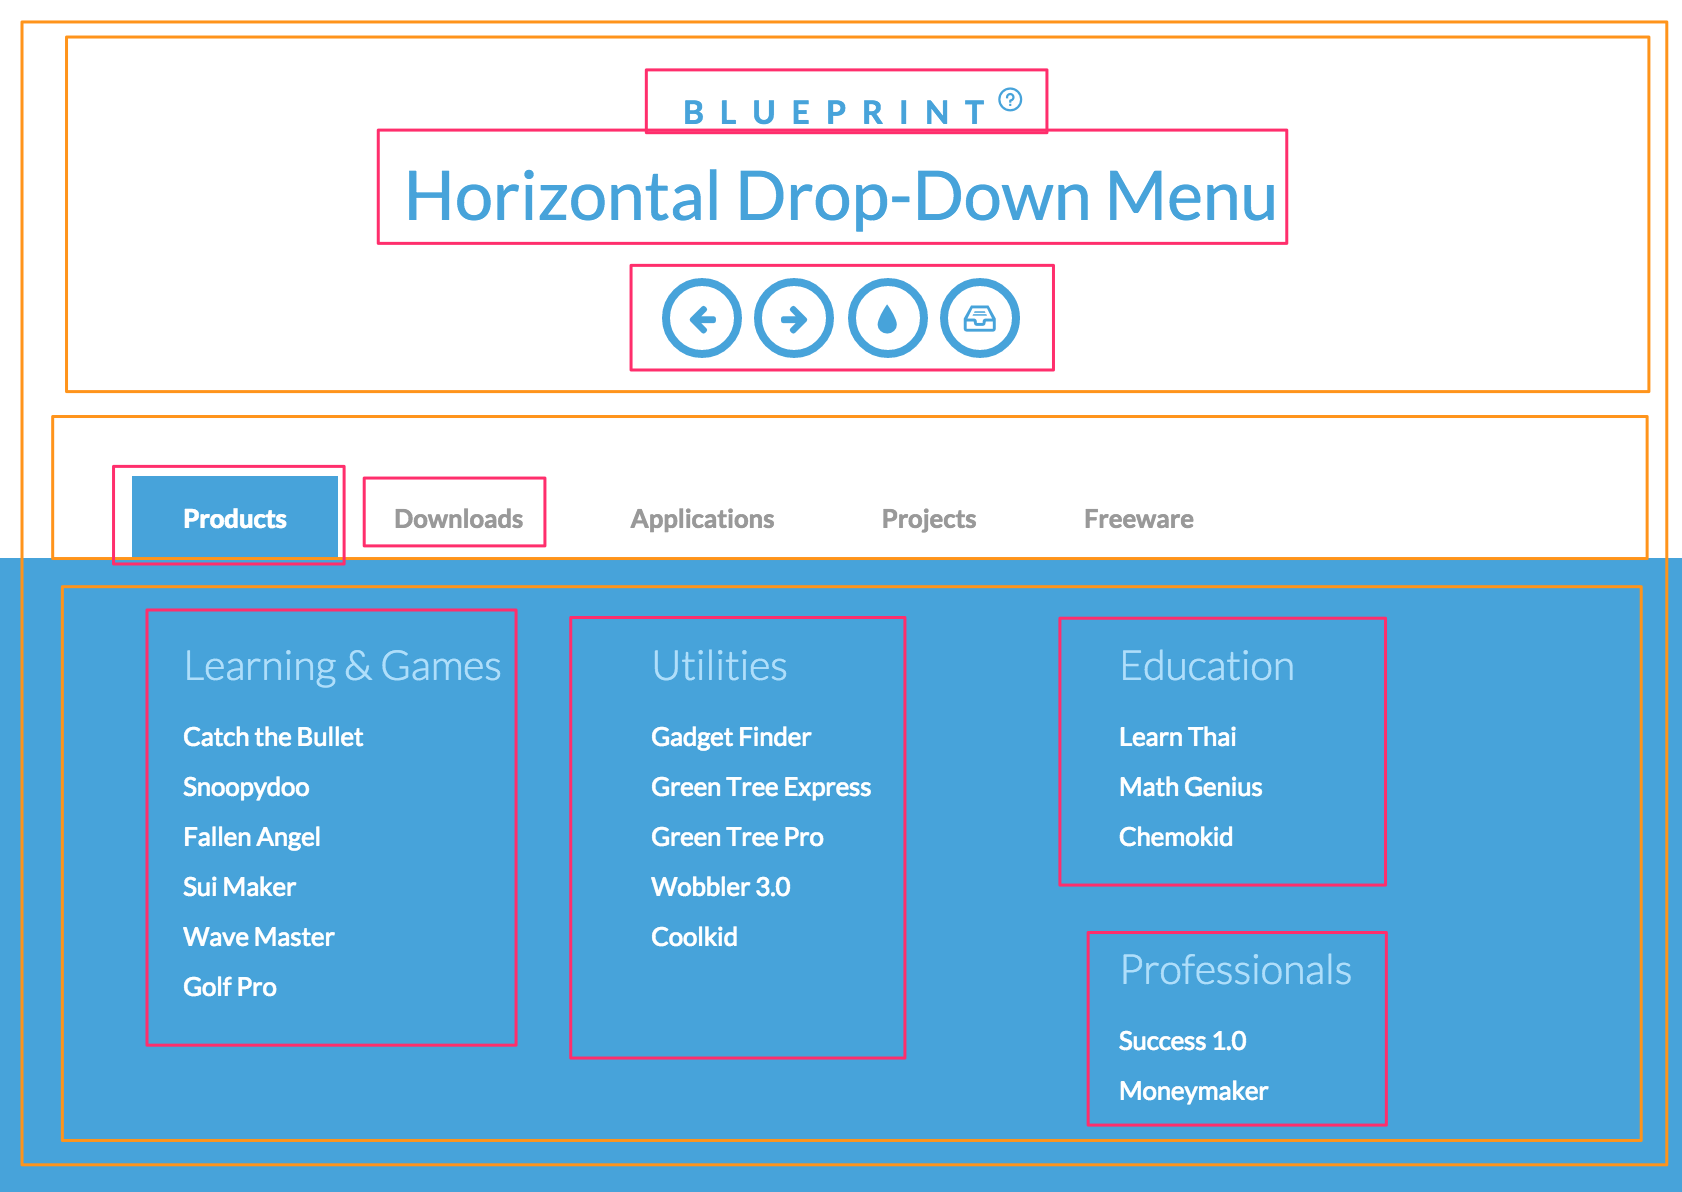 BLUEPRINT ?
Horizontal Drop-Down Menu
Products Downloads Applications Projects Freeware
Learning & Games
Catch the Bullet
Snoopydoo
Fallen Angel
Sui Maker
Wave Master
Golf Pro
Utilities
Gadget Finder
Green Tree Express
Green Tree Pro
Wobbler 3.0
Coolkid
Education
Learn Thai
Math Genius
Chemokid
Professionals
Success 1.0
Moneymaker